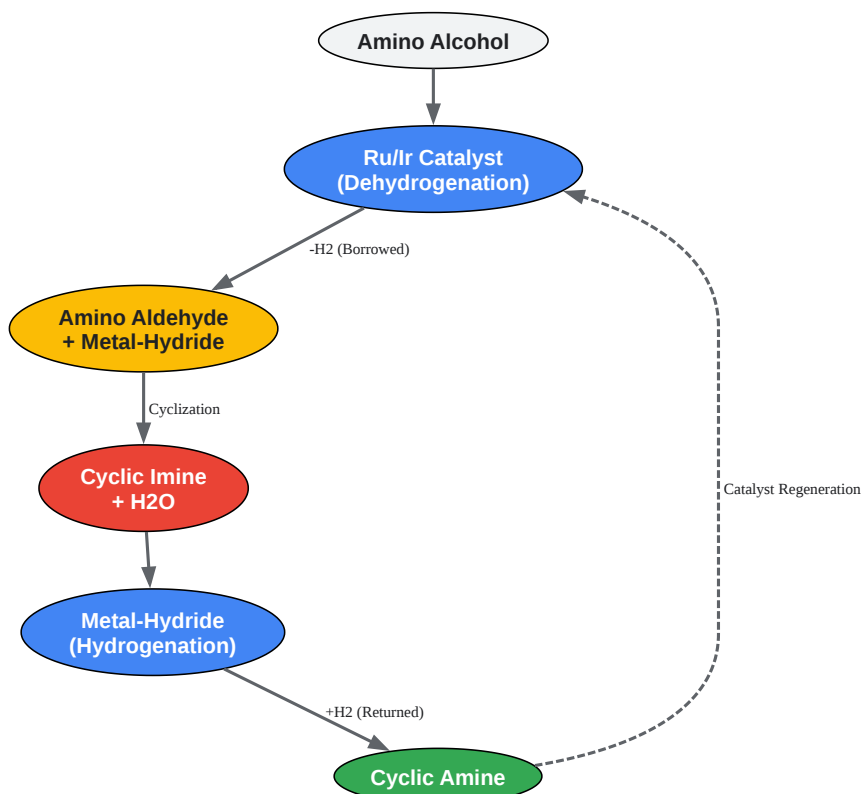 Amino Alcohol
Ru/Ir Catalyst
(Dehydrogenation)
-H2 (Borrowed)
Amino Aldehyde
+ Metal-Hydride
Cyclization
Cyclic Imine
+ H2O
Catalyst Regeneration
Metal-Hydride
(Hydrogenation)
+H2 (Returned)
Cyclic Amine